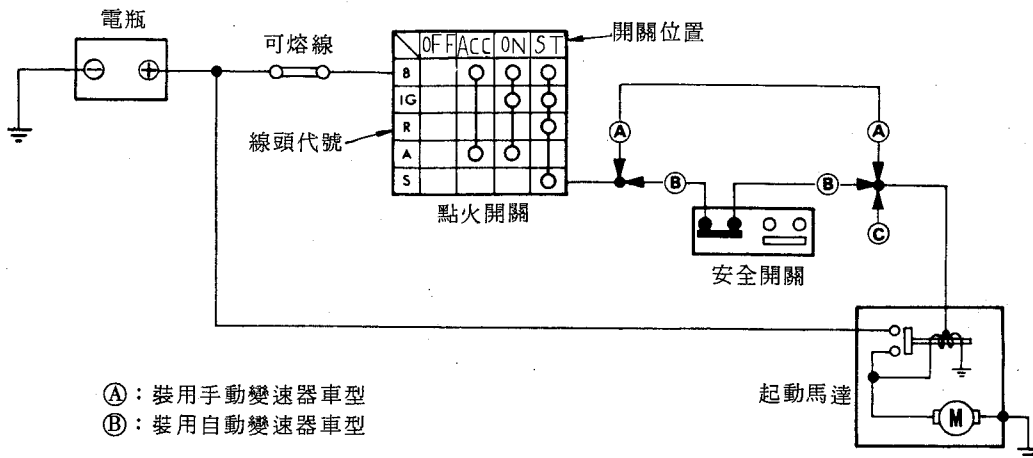 電瓶
可熔線
開關位置
OFF ACC ON ST
B
IG
R
A
S
線頭代號
點火開關
A
A
B
B
C
安全開關
起動馬達
M
Ⓐ：裝用手動變速器車型
Ⓑ：裝用自動變速器車型